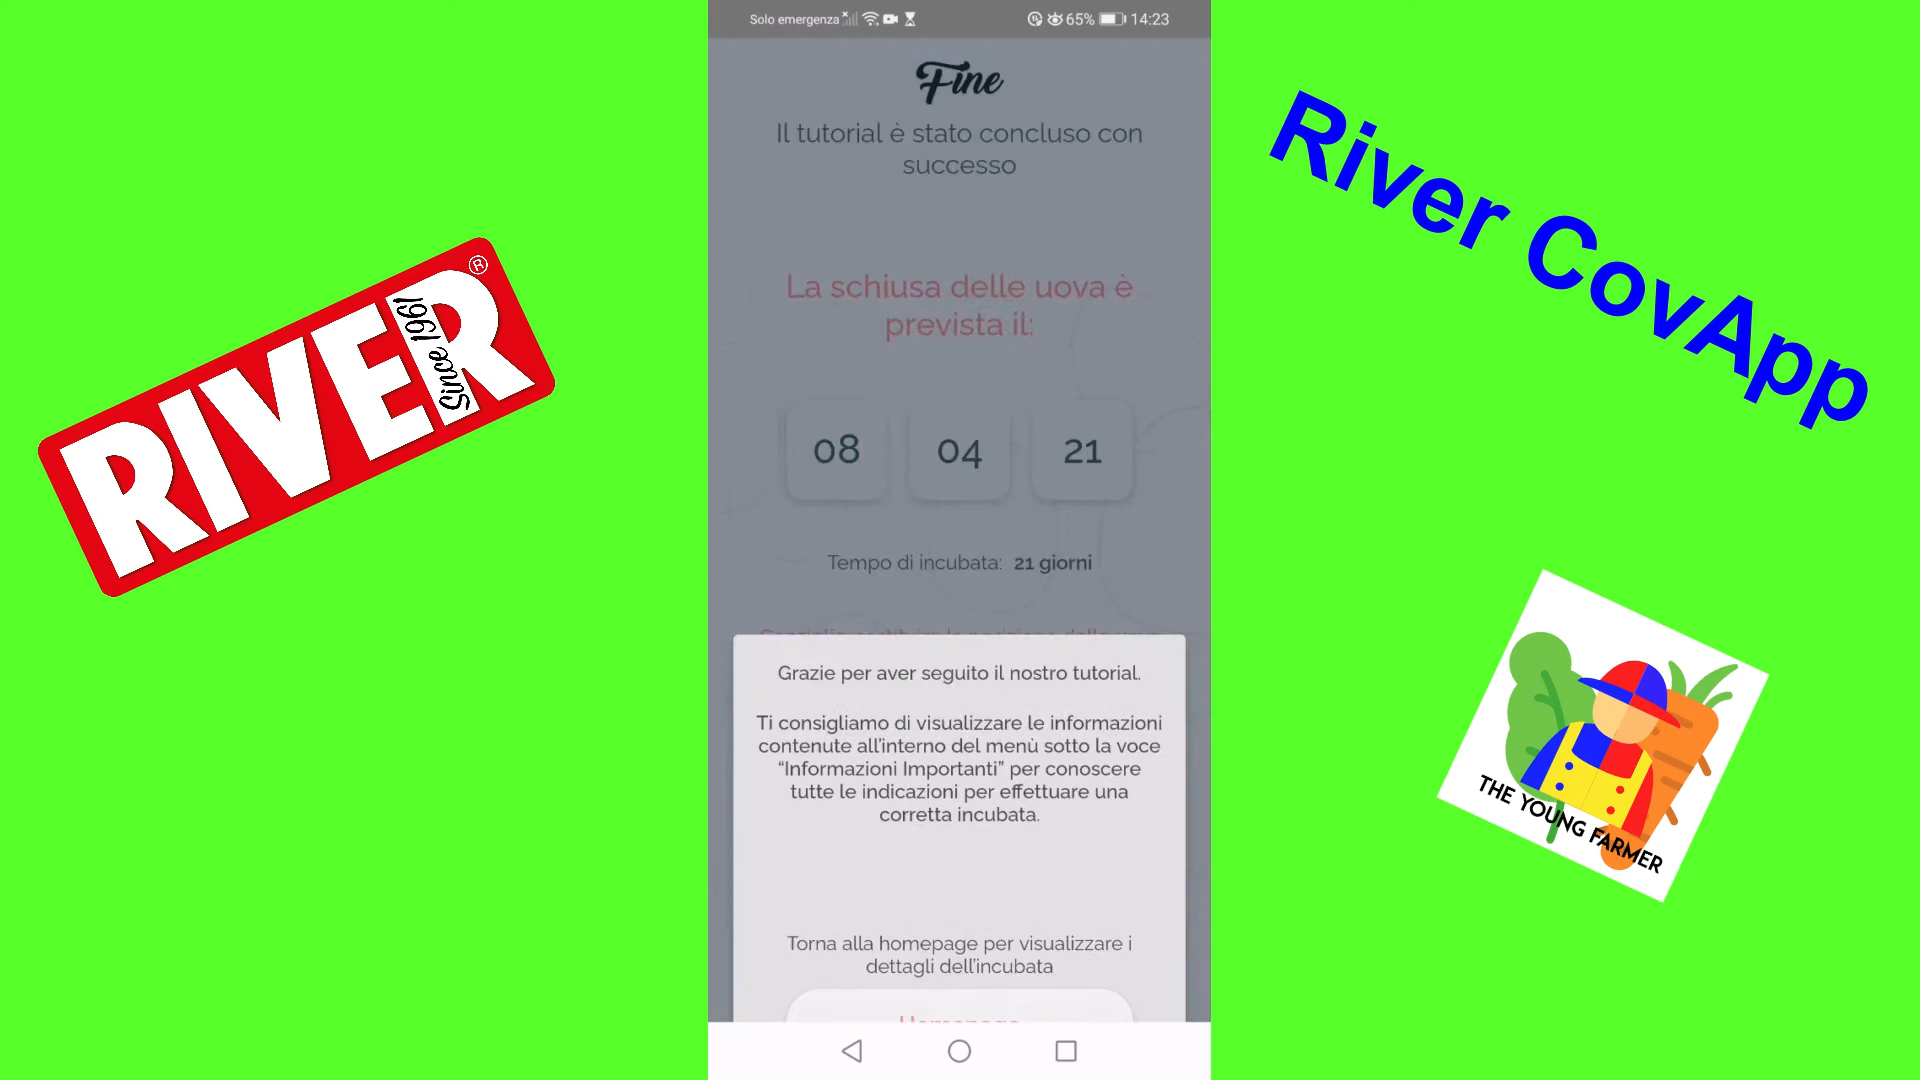 Solo emergenza
65% 14:23
Fine
Il tutorial è stato concluso con
successo
La schiusa delle uova è
prevista il:
08 04 21
Tempo di incubata: 21 giorni
Grazie per aver seguito il nostro tutorial.
Ti consigliamo di visualizzare le informazioni
contenute all'interno del menù sotto la voce
“Informazioni Importanti” per conoscere
tutte le indicazioni per effettuare una
corretta incubata.
Torna alla homepage per visualizzare i
dettagli dell'incubata
Homepage
RIVER®
Since 1961
River CovApp
THE YOUNG FARMER